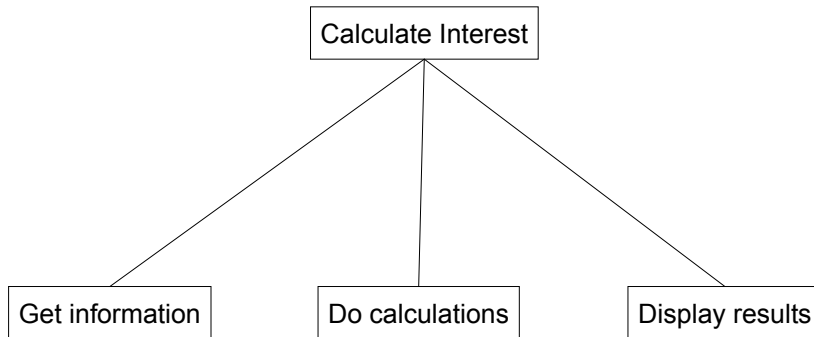 Calculate Interest
Get information
Do calculations
Display results